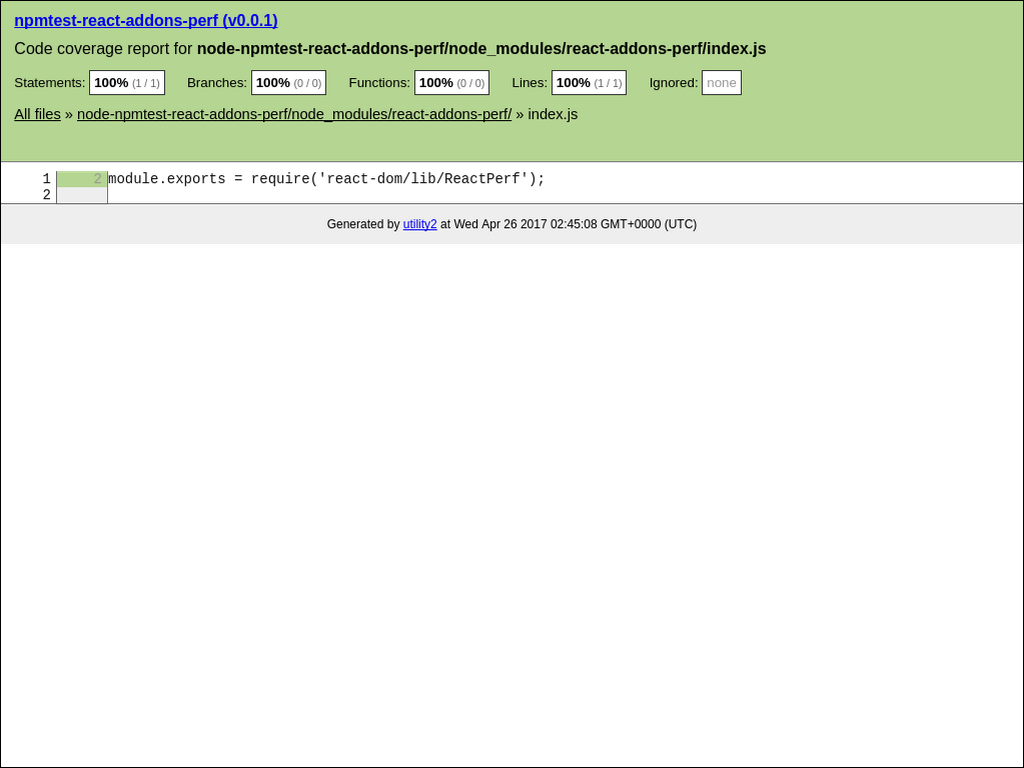 npmtest-react-addons-perf (v0.0.1)
Code coverage report for node-npmtest-react-addons-perf/node_modules/react-addons-perf/index.js
Statements: 100% (1 / 1) Branches: 100% (0 / 0) Functions: 100% (0 / 0) Lines: 100% (1 / 1) Ignored: none
All files » node-npmtest-react-addons-perf/node_modules/react-addons-perf/ » index.js
1 2 module.exports = require('react-dom/lib/ReactPerf');
2
Generated by utility2 at Wed Apr 26 2017 02:45:08 GMT+0000 (UTC)